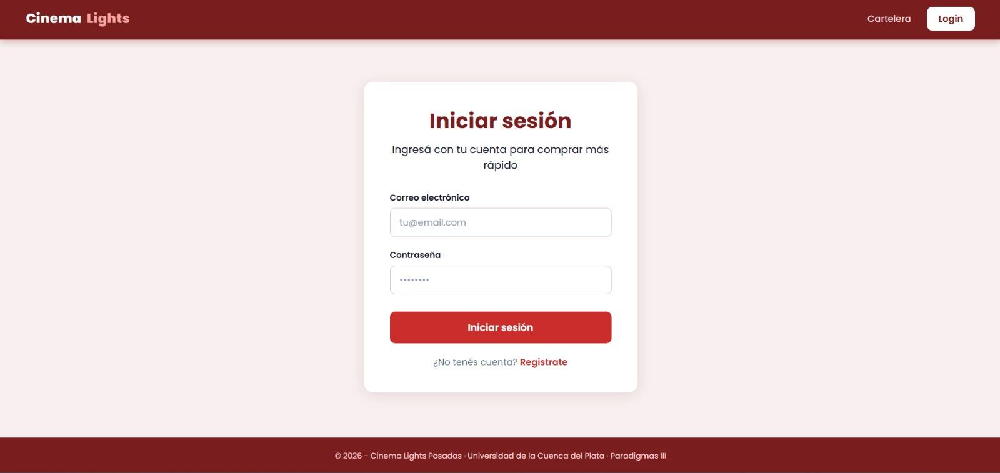 Cinema Lights
Cartelera
Login
Iniciar sesión
Ingresá con tu cuenta para comprar más
rápido
Correo electrónico
tu@email.com
Contraseña
••••••••
Iniciar sesión
¿No tenés cuenta? Registrate
© 2026 - Cinema Lights Posadas · Universidad de la Cuenca del Plata · Paradigmas III